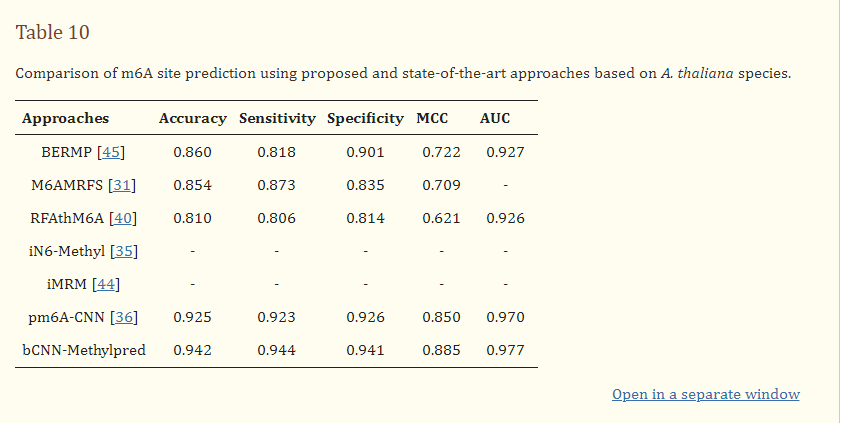 Table 10
Comparison of m6A site prediction using proposed and state-of-the-art approaches based on A. thaliana species.
Approaches Accuracy Sensitivity Specificity MCC AUC
BERMP [45] 0.860 0.818 0.901 0.722 0.927
M6AMRFS [31] 0.854 0.873 0.835 0.709 -
RFAthM6A [40] 0.810 0.806 0.814 0.621 0.926
iN6-Methyl [35] - - - - -
iMRM [44] - - - - -
pm6A-CNN [36] 0.925 0.923 0.926 0.850 0.970
bCNN-Methylpred 0.942 0.944 0.941 0.885 0.977
Open in a separate window